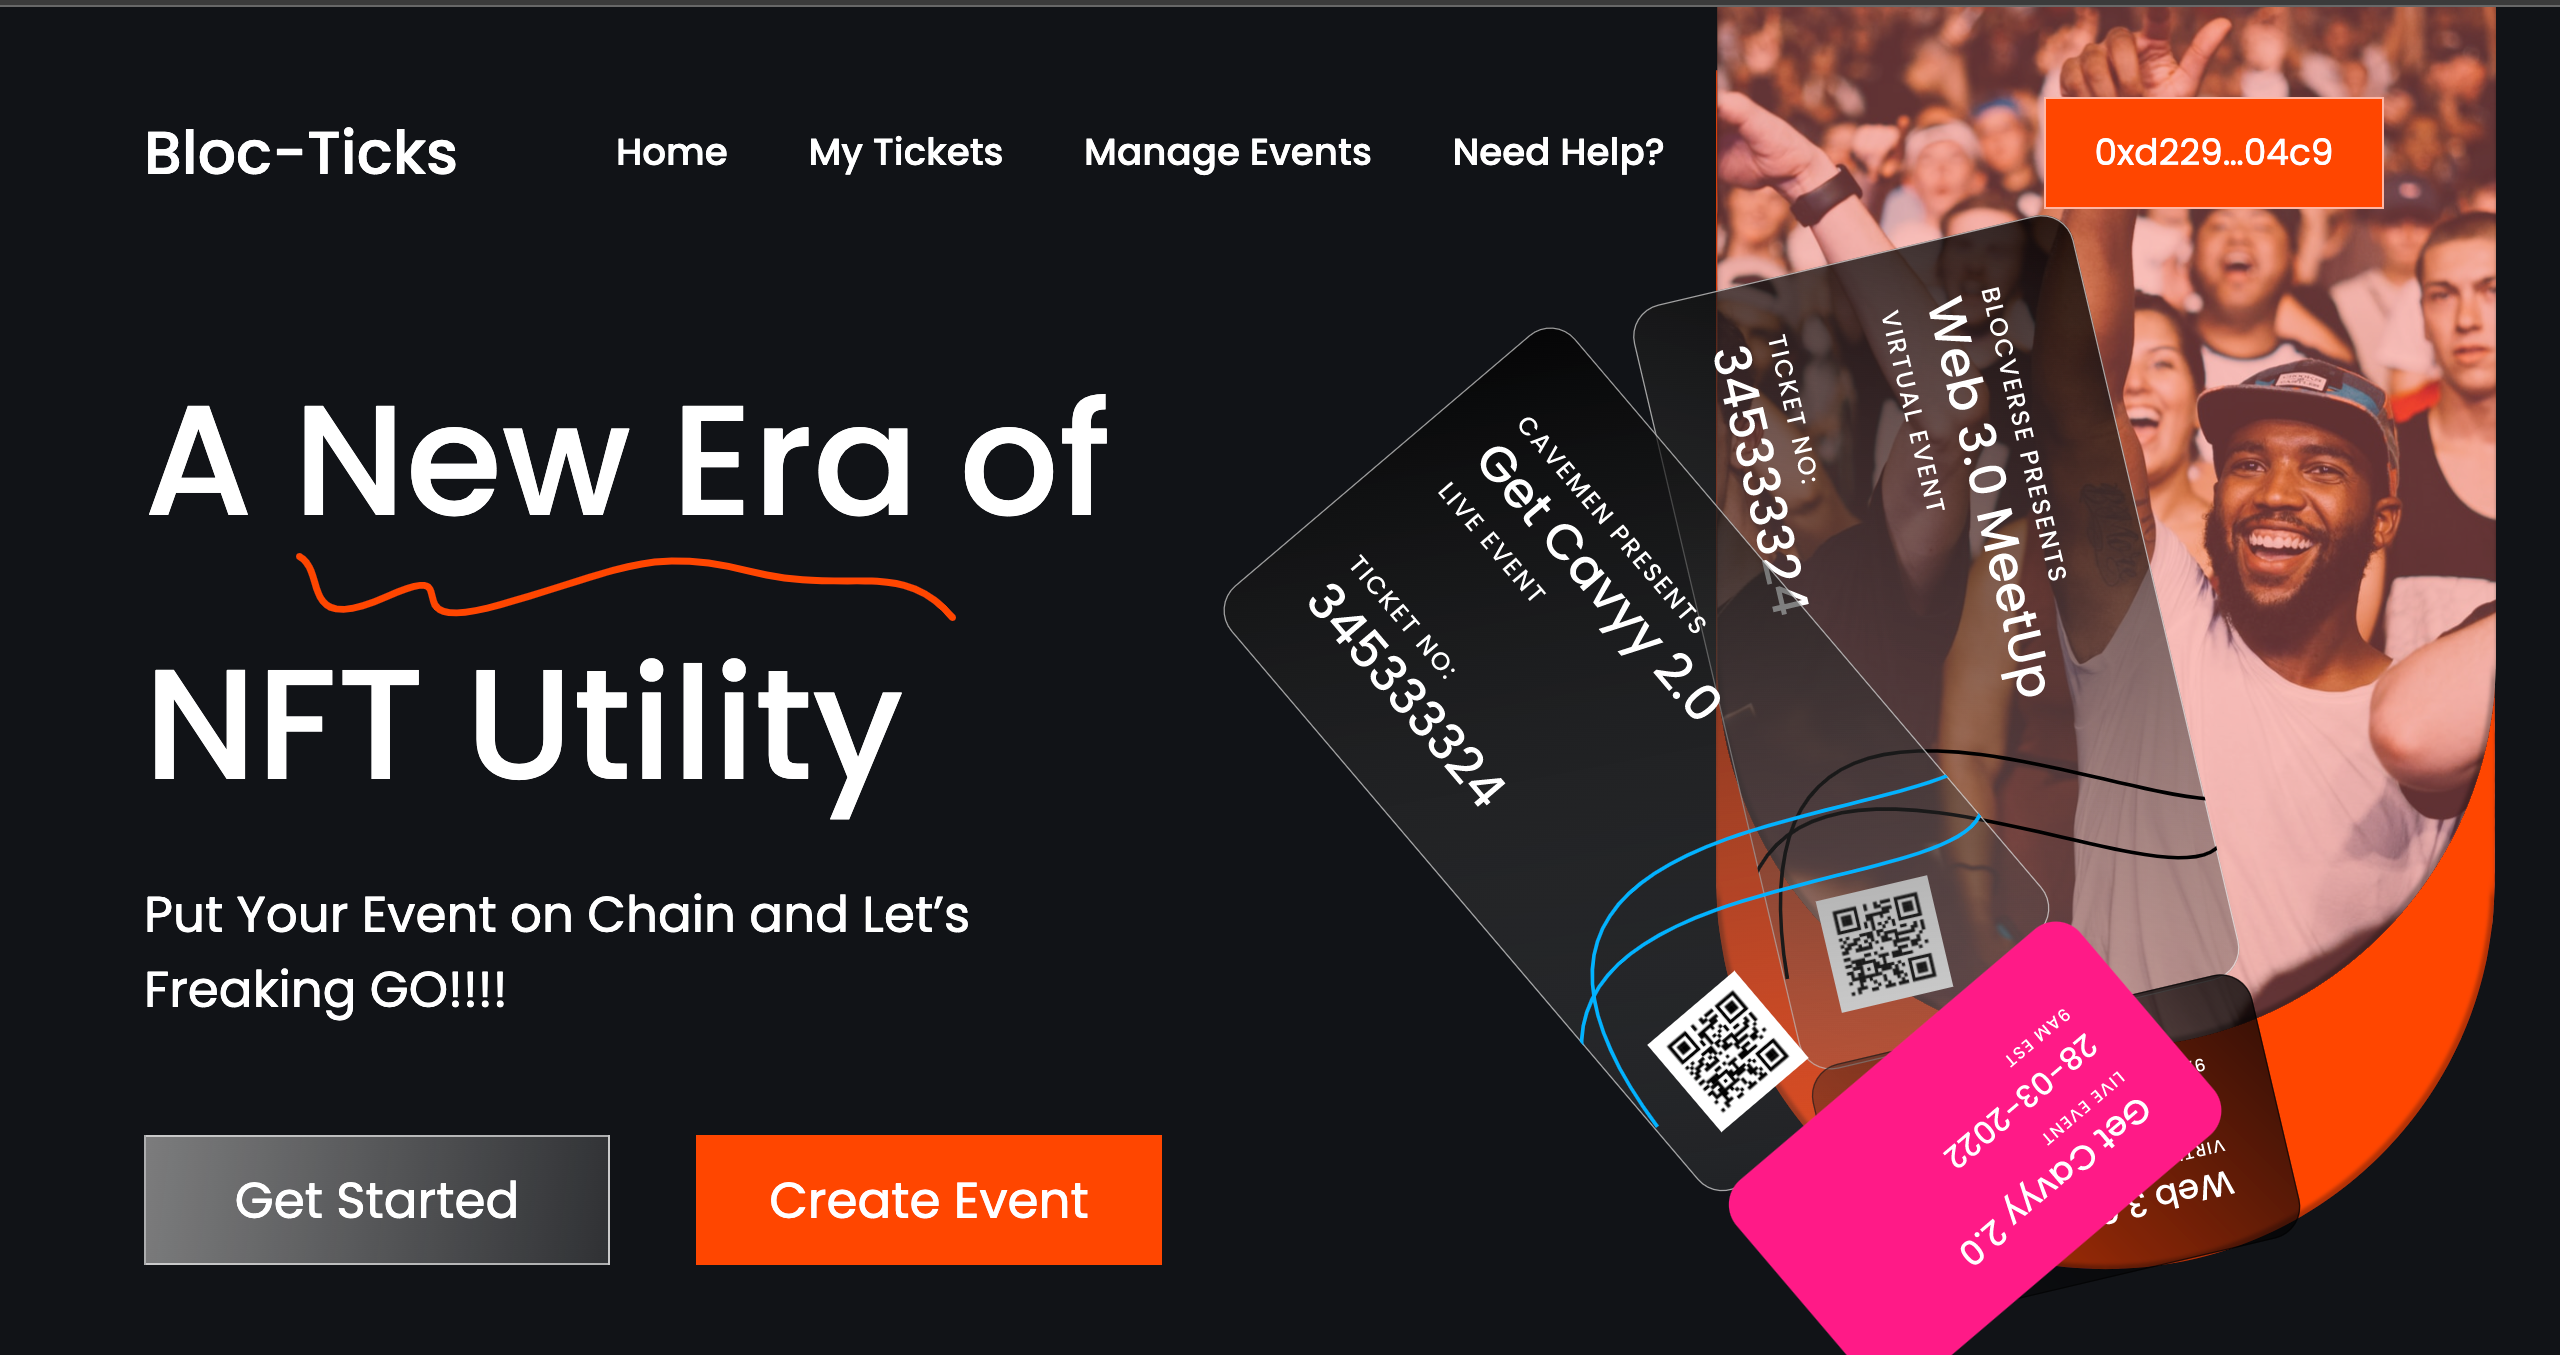 Bloc-Ticks
Home
My Tickets
Manage Events
Need Help?
0xd229...04c9
A New Era of
NFT Utility
Put Your Event on Chain and Let’s
Freaking GO!!!!
Get Started
Create Event
CAVEMEN PRESENTS
Get Cavyy 2.0
LIVE EVENT
TICKET NO:
345333324
BLOCVERSE PRESENTS
Web 3.0 MeetUp
VIRTUAL EVENT
TICKET NO:
345333324
Get Cavyy 2.0
LIVE EVENT
28-03-2022
9AM EST
Web 3